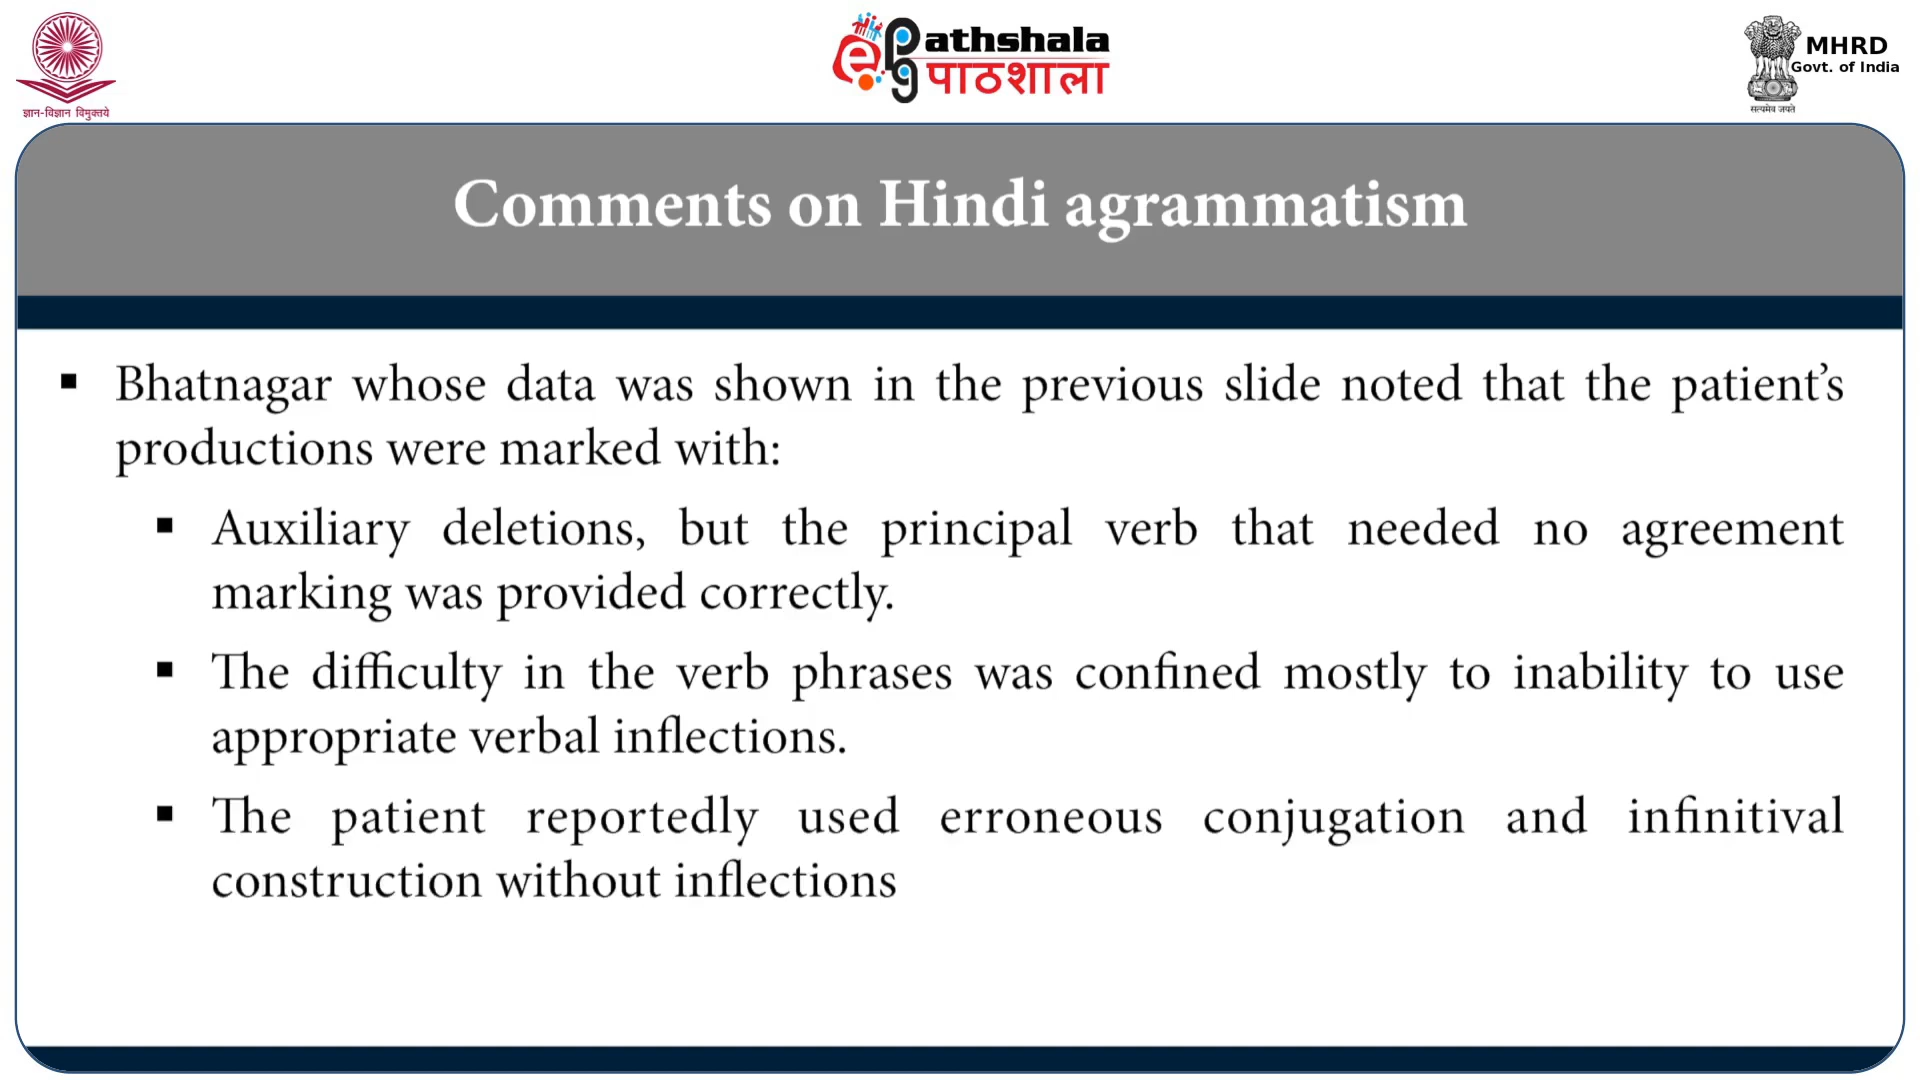 ज्ञान-विज्ञान विमुक्तये
e
pg
athshala
पाठशाला
सत्यमेव जयते
MHRD
Govt. of India
Comments on Hindi agrammatism
▪ Bhatnagar whose data was shown in the previous slide noted that the patient’s
productions were marked with:
▪ Auxiliary deletions, but the principal verb that needed no agreement
marking was provided correctly.
▪ The difficulty in the verb phrases was confined mostly to inability to use
appropriate verbal inflections.
▪ The patient reportedly used erroneous conjugation and infinitival
construction without inflections